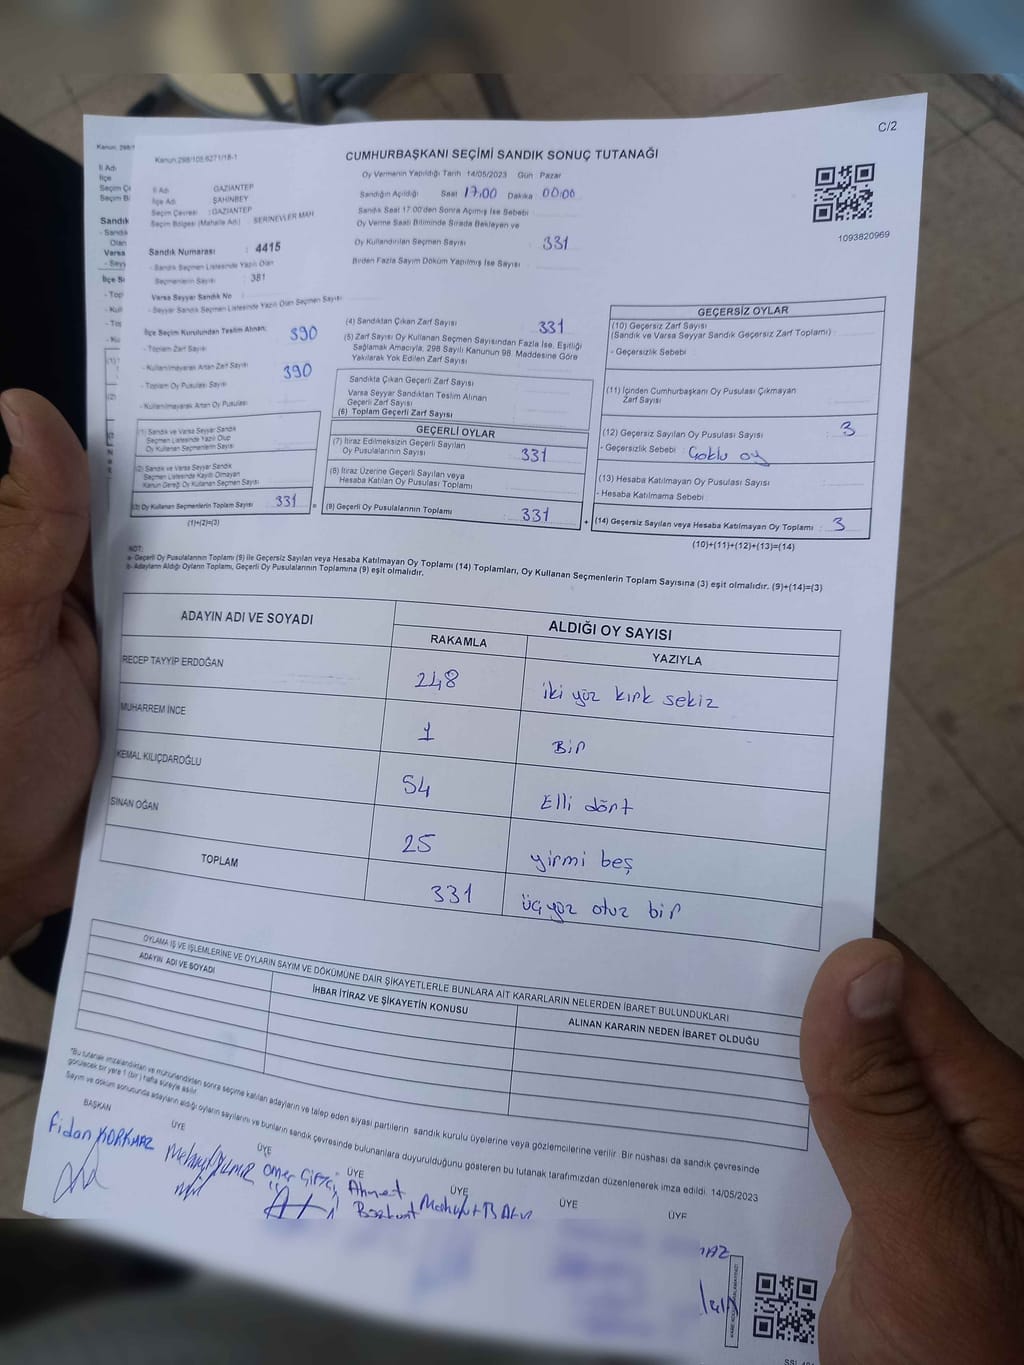 C/2
Kanun:298/105,6271/18-1
CUMHURBAŞKANI SEÇİMİ SANDIK SONUÇ TUTANAĞI
1093820969
İl Adı GAZİANTEP
İlçe Adı ŞAHİNBEY
Seçim Çevresi : GAZİANTEP
Seçim Bölgesi (Mahalle Adı) : SERİNEVLER MAH
Sandık Numarası : 4415
- Sandık Seçmen Listesinde Yazılı Olan
Seçmenlerin Sayısı : 381
Varsa Seyyar Sandık No
- Seyyar Sandık Seçmen Listesinde Yazılı Olan Seçmen Sayısı
Oy Vermenin Yapıldığı Tarih 14/05/2023 Gün Pazar
Sandığın Açıldığı Saat 17:00 Dakika 00:00
Sandık Saat 17:00'den Sonra Açılmış İse Sebebi
Oy Verme Saati Bitiminde Sırada Bekleyen ve
Oy Kullandırılan Seçmen Sayısı 331
Birden Fazla Sayım Döküm Yapılmış İse Sayısı
İlçe Seçim Kurulundan Teslim Alınan;
- Toplam Zarf Sayısı 390
- Kullanılmayarak Artan Zarf Sayısı
- Toplam Oy Pusulası Sayısı 390
- Kullanılmayarak Artan Oy Pusulası
(1) Sandık ve Varsa Seyyar Sandık
Seçmen Listesinde Yazılı Olup
Oy Kullanan Seçmenlerin Sayısı
(2) Sandık ve Varsa Seyyar Sandık
Seçmen Listesinde Kayıtlı Olmayan
Kanun Gereği Oy Kullanan Seçmen Sayısı
(3) Oy Kullanan Seçmenlerin Toplam Sayısı 331
(1)+(2)=(3)
(4) Sandıktan Çıkan Zarf Sayısı 331
(5) Zarf Sayısı Oy Kullanan Seçmen Sayısından Fazla İse, Eşitliği
Sağlamak Amacıyla, 298 Sayılı Kanunun 98. Maddesine Göre
Yakılarak Yok Edilen Zarf Sayısı
Sandıkta Çıkan Geçerli Zarf Sayısı
Varsa Seyyar Sandıktan Teslim Alınan
Geçerli Zarf Sayısı
(6) Toplam Geçerli Zarf Sayısı
GEÇERLİ OYLAR
(7) İtiraz Edilmeksizin Geçerli Sayılan
Oy Pusulalarının Sayısı 331
(8) İtiraz Üzerine Geçerli Sayılan veya
Hesaba Katılan Oy Pusulası Toplamı
= (9) Geçerli Oy Pusulalarının Toplamı : 331
GEÇERSİZ OYLAR
(10) Geçersiz Zarf Sayısı
(Sandık ve Varsa Seyyar Sandık Geçersiz Zarf Toplamı) :
- Geçersizlik Sebebi
(11) İçinden Cumhurbaşkanı Oy Pusulası Çıkmayan
Zarf Sayısı
(12) Geçersiz Sayılan Oy Pusulası Sayısı : 3
- Geçersizlik Sebebi : Çoklu oy
(13) Hesaba Katılmayan Oy Pusulası Sayısı
- Hesaba Katılmama Sebebi
+ (14) Geçersiz Sayılan veya Hesaba Katılmayan Oy Toplamı : 3
(10)+(11)+(12)+(13)=(14)
NOT:
a- Geçerli Oy Pusulalarının Toplamı (9) ile Geçersiz Sayılan veya Hesaba Katılmayan Oy Toplamı (14) Toplamları, Oy Kullanan Seçmenlerin Toplam Sayısına (3) eşit olmalıdır. (9)+(14)=(3)
b- Adayların Aldığı Oyların Toplamı, Geçerli Oy Pusulalarının Toplamına (9) eşit olmalıdır.
ADAYIN ADI VE SOYADI ALDIĞI OY SAYISI
RAKAMLA YAZIYLA
RECEP TAYYİP ERDOĞAN 248 iki yüz kırk sekiz
MUHARREM İNCE 1 Bir
KEMAL KILIÇDAROĞLU 54 Elli dört
SİNAN OĞAN 25 yirmi beş
TOPLAM 331 üçyüz otuz bir
OYLAMA İŞ VE İŞLEMLERİNE VE OYLARIN SAYIM VE DÖKÜMÜNE DAİR ŞİKAYETLERLE BUNLARA AİT KARARLARIN NELERDEN İBARET BULUNDUKLARI
ADAYIN ADI VE SOYADI İHBAR İTİRAZ VE ŞİKAYETİN KONUSU ALINAN KARARIN NEDEN İBARET OLDUĞU
"Bu tutanak imzalandıktan ve mühürlendikten sonra seçime katılan adayların ve talep eden siyasi partilerin sandık kurulu üyelerine veya gözlemcilerine verilir. Bir nüshası da sandık çevresinde
görülecek bir yere 1 (bir) hafta süreyle asılır.
Sayım ve döküm sonucunda adayların aldığı oyların sayılarını ve bunların sandık çevresinde bulunanlara duyurulduğunu gösteren bu tutanak tarafımızdan düzenlenerek imza edildi. 14/05/2023
BAŞKAN ÜYE ÜYE ÜYE ÜYE ÜYE ÜYE
Fidan KORKMAZ Ömer Çiftçi Ahmet Bozkurt